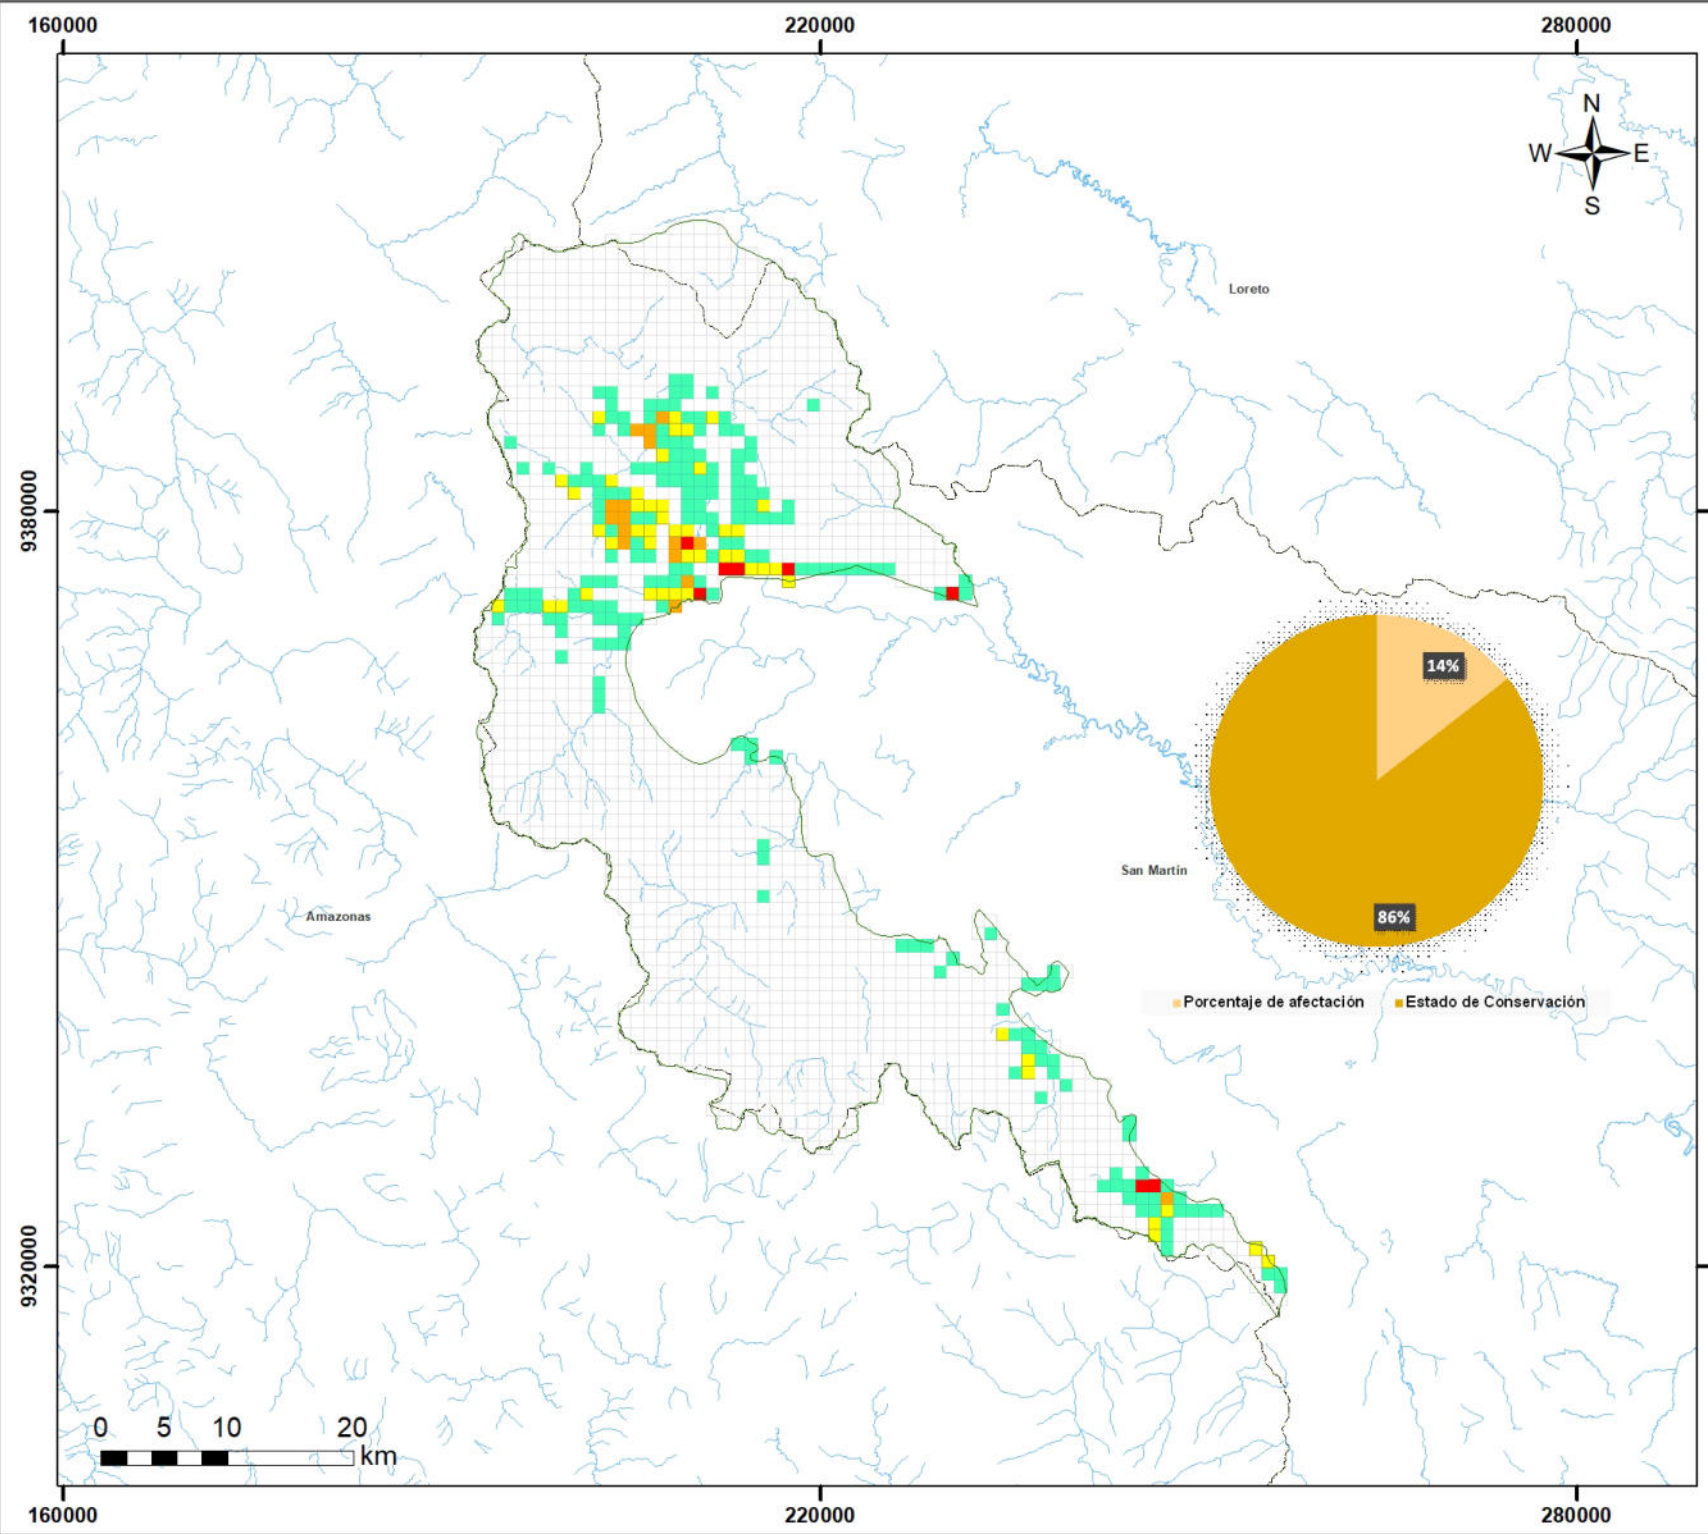 160000 220000 280000
N
W E
S
Loreto
9380000
14%
San Martín
86%
Amazonas
Porcentaje de afectación Estado de Conservación
9320000
0 5 10 20
km
160000 220000 280000